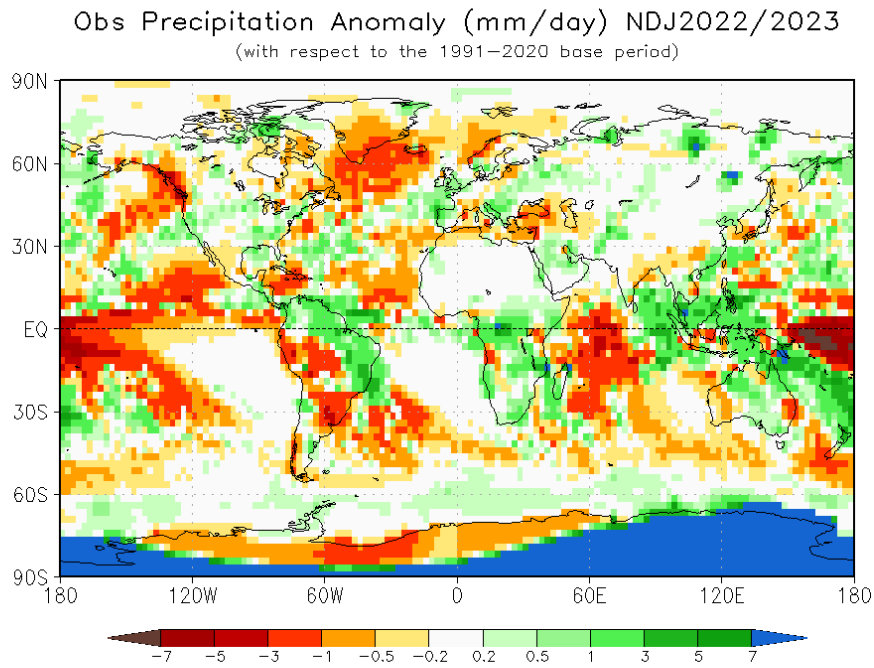 Obs Precipitation Anomaly (mm/day) NDJ2022/2023
(with respect to the 1991–2020 base period)
90N
60N
30N
EQ
30S
60S
90S
180 120W 60W 0 60E 120E 180
−7 −5 −3 −1 −0.5 −0.2 0.2 0.5 1 3 5 7